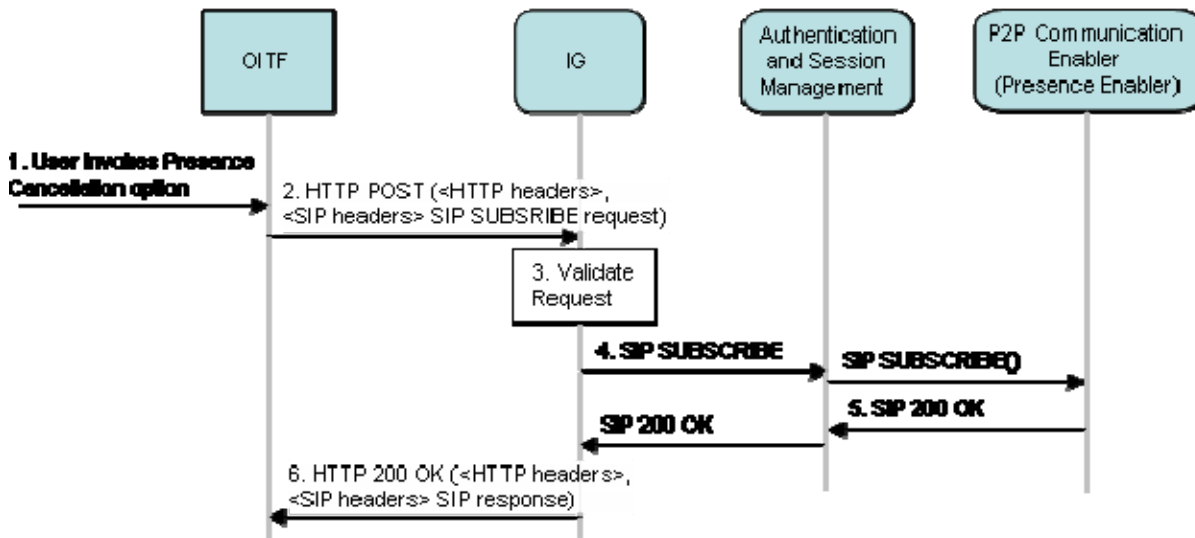 OITF
IG
Authentication
and Session
Management
P2P Communication
Enabler
(Presence Enabler)
1. User Invokes Presence
Cancellation option
2. HTTP POST (<HTTP headers>,
<SIP headers> SIP SUBSRIBE request)
3. Validate
Request
4. SIP SUBSCRIBE
SIP SUBSCRIBE()
5. SIP 200 OK
SIP 200 OK
6. HTTP 200 OK (<HTTP headers>,
<SIP headers> SIP response)